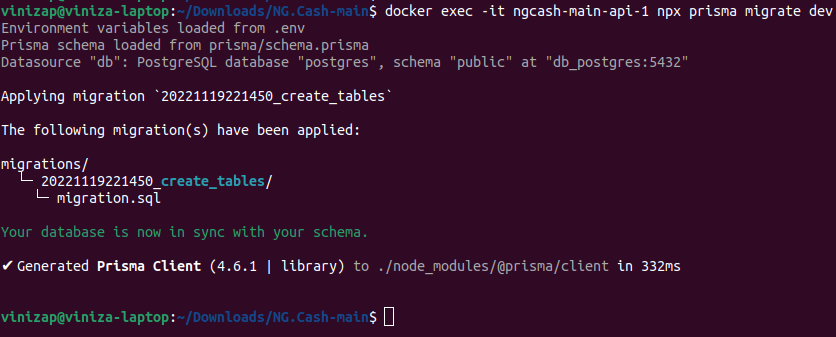 vinizap@viniza-laptop:~/Downloads/NG.Cash-main$ docker exec -it ngcash-main-api-1 npx prisma migrate dev
Environment variables loaded from .env
Prisma schema loaded from prisma/schema.prisma
Datasource "db": PostgreSQL database "postgres", schema "public" at "db_postgres:5432"
Applying migration `20221119221450_create_tables`
The following migration(s) have been applied:
migrations/
└─ 20221119221450_create_tables/
└─ migration.sql
Your database is now in sync with your schema.
✔ Generated Prisma Client (4.6.1 | library) to ./node_modules/@prisma/client in 332ms
vinizap@viniza-laptop:~/Downloads/NG.Cash-main$